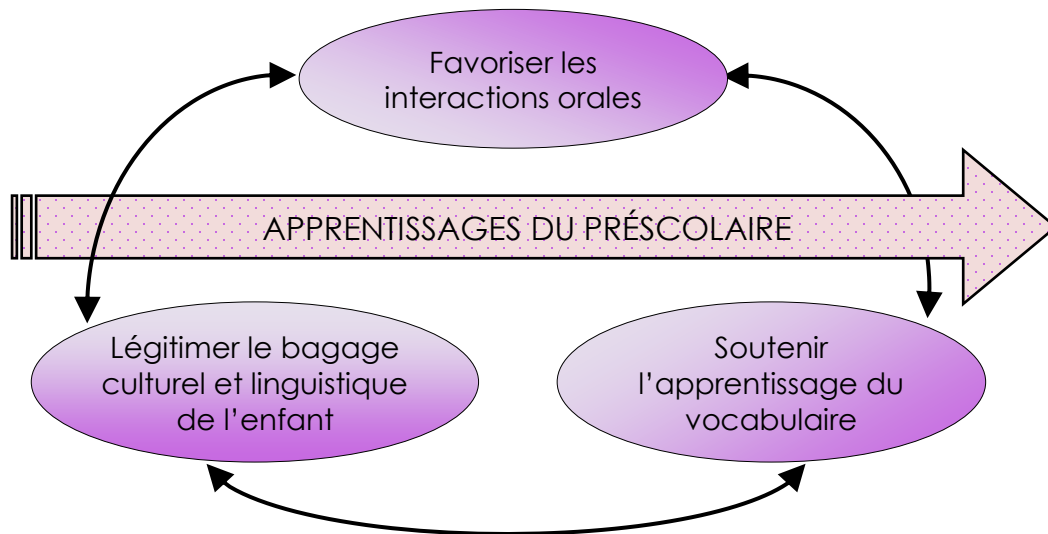 Favoriser les
interactions orales
APPRENTISSAGES DU PRÉSCOLAIRE
Légitimer le bagage
culturel et linguistique
de l’enfant
Soutenir
l’apprentissage du
vocabulaire